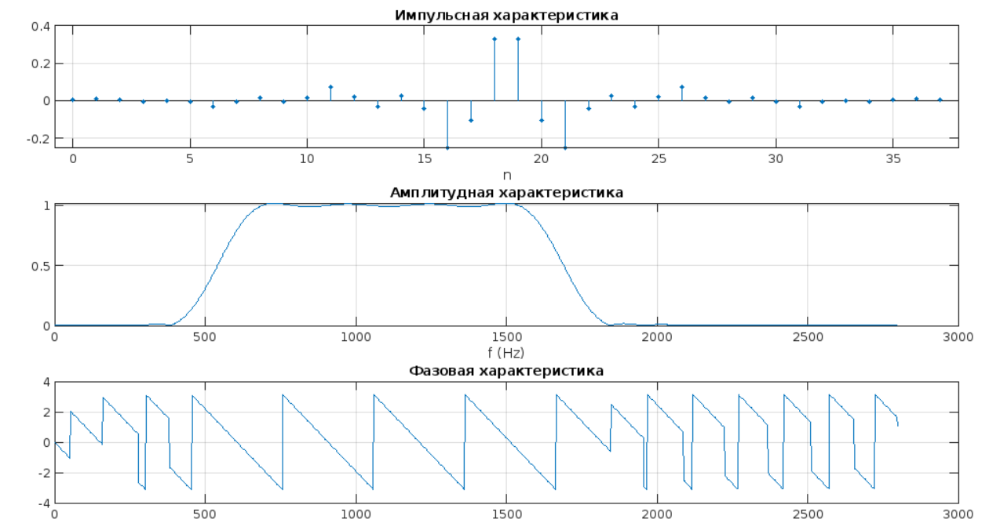 Импульсная характеристика
0.4
0.2
0
-0.2
0 5 10 15 20 25 30 35
n
Амплитудная характеристика
1
0.5
0
0 500 1000 1500 2000 2500 3000
f (Hz)
Фазовая характеристика
4
2
0
-2
-4
0 500 1000 1500 2000 2500 3000